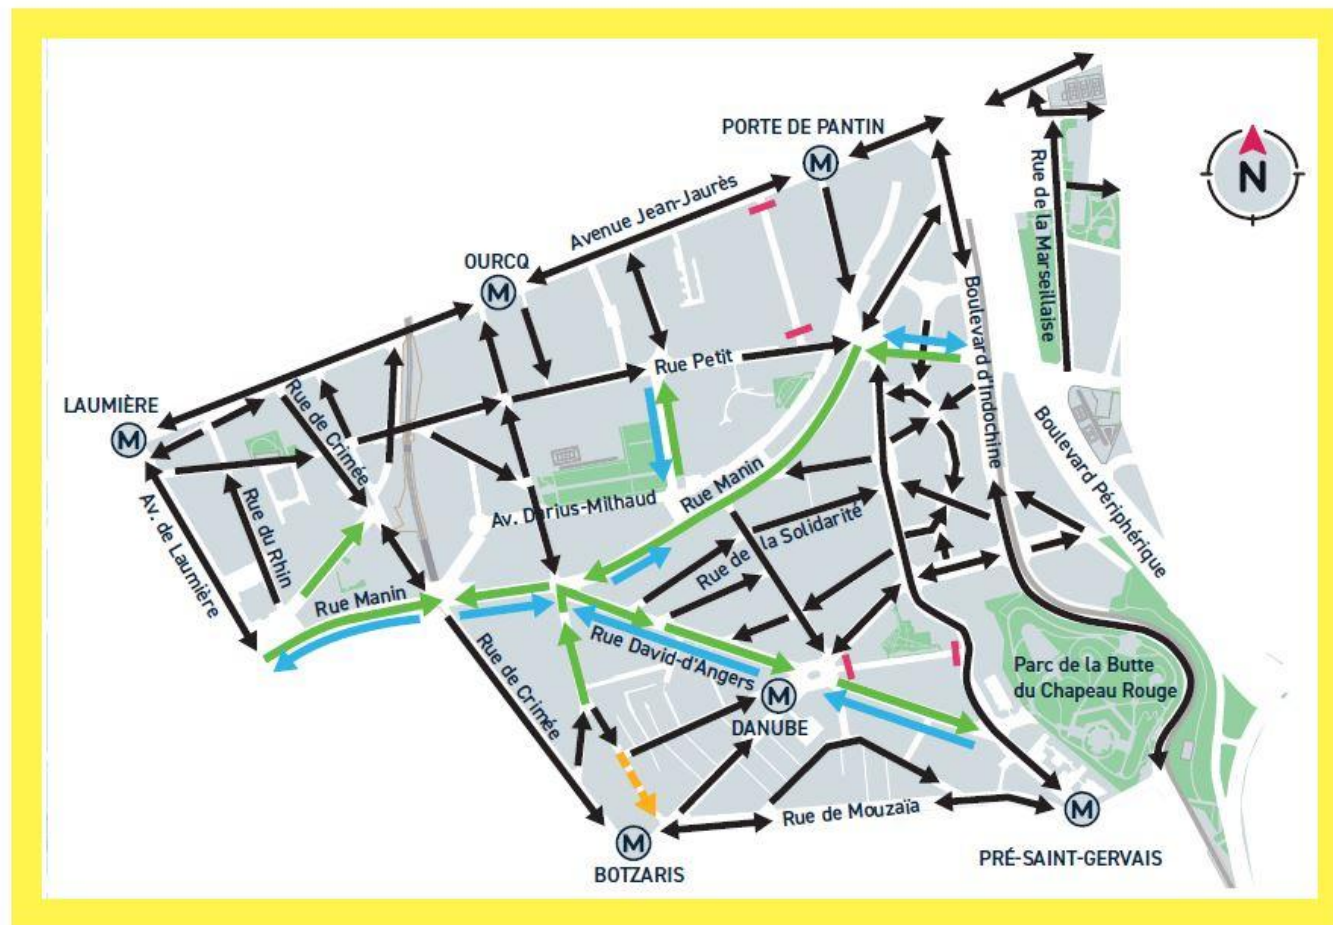 PORTE DE PANTIN
M
N
Avenue Jean-Jaurès
Rue de la Marseillaise
OURCQ
M
Boulevard d'Indochine
Rue Petit
LAUMIÈRE
M
Rue de Crimée
Boulevard Périphérique
Rue Manin
Av. Darius-Milhaud
Rue de la Solidarité
Rue du Rhin
Av. de Laumière
Rue Manin
Rue David-d'Angers
Rue de Crimée
Parc de la Butte
du Chapeau Rouge
M
DANUBE
Rue de Mouzaïa
M
PRÉ-SAINT-GERVAIS
M
BOTZARIS